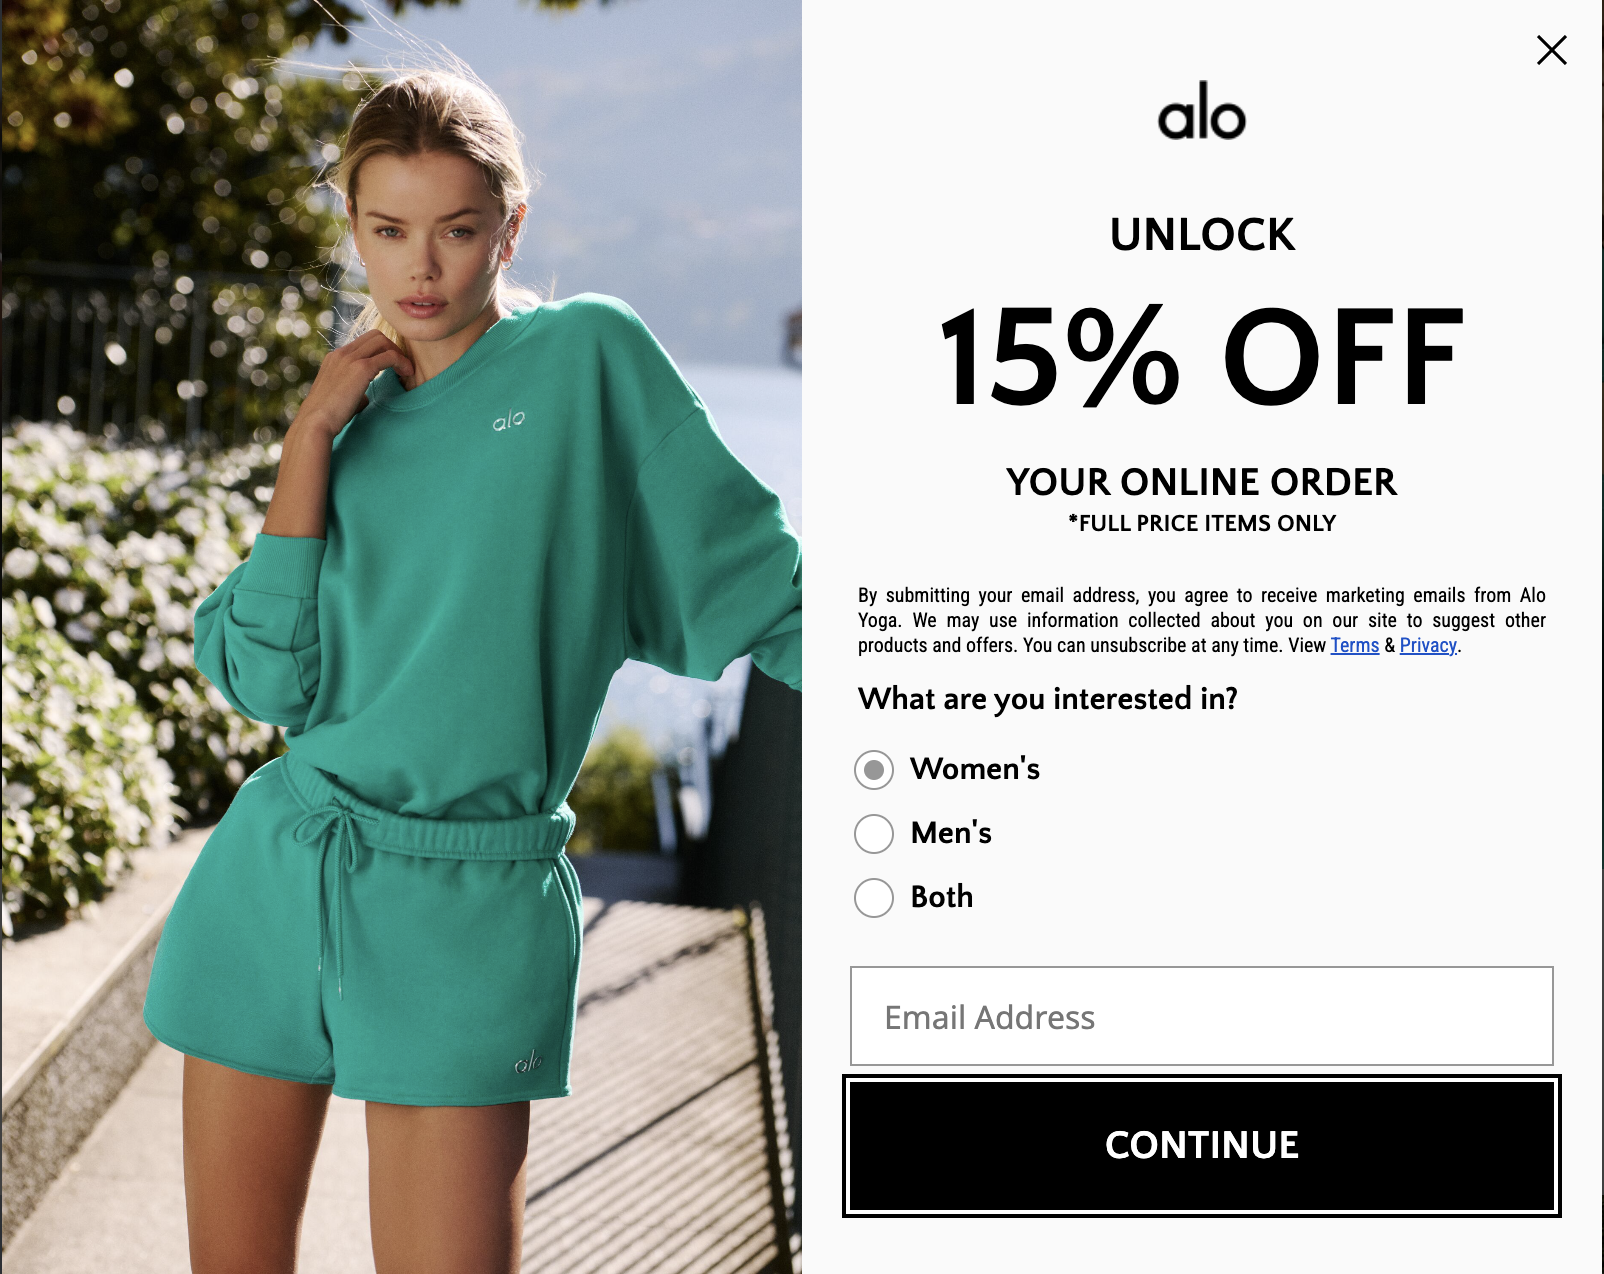 alo
UNLOCK
15% OFF
YOUR ONLINE ORDER
*FULL PRICE ITEMS ONLY
By submitting your email address, you agree to receive marketing emails from Alo
Yoga. We may use information collected about you on our site to suggest other
products and offers. You can unsubscribe at any time. View Terms & Privacy.
What are you interested in?
Women's
Men's
Both
Email Address
CONTINUE
alo
alo